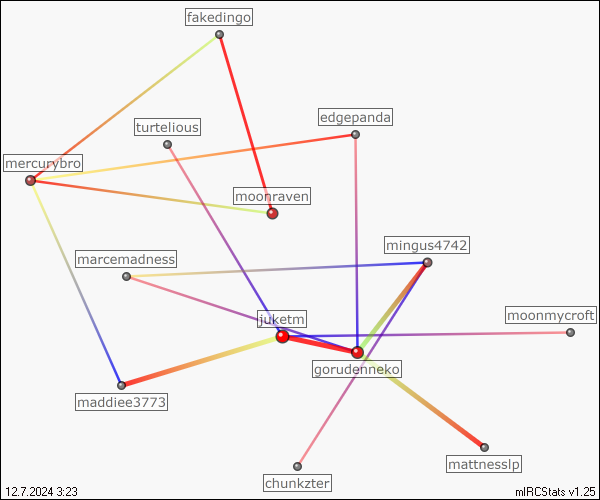 fakedingo
edgepanda
turtelious
mercurybro
moonraven
mingus4742
marcemadness
moonmycroft
juketm
gorudenneko
maddiee3773
mattnesslp
chunkzter
12.7.2024 3:23
mIRCStats v1.25